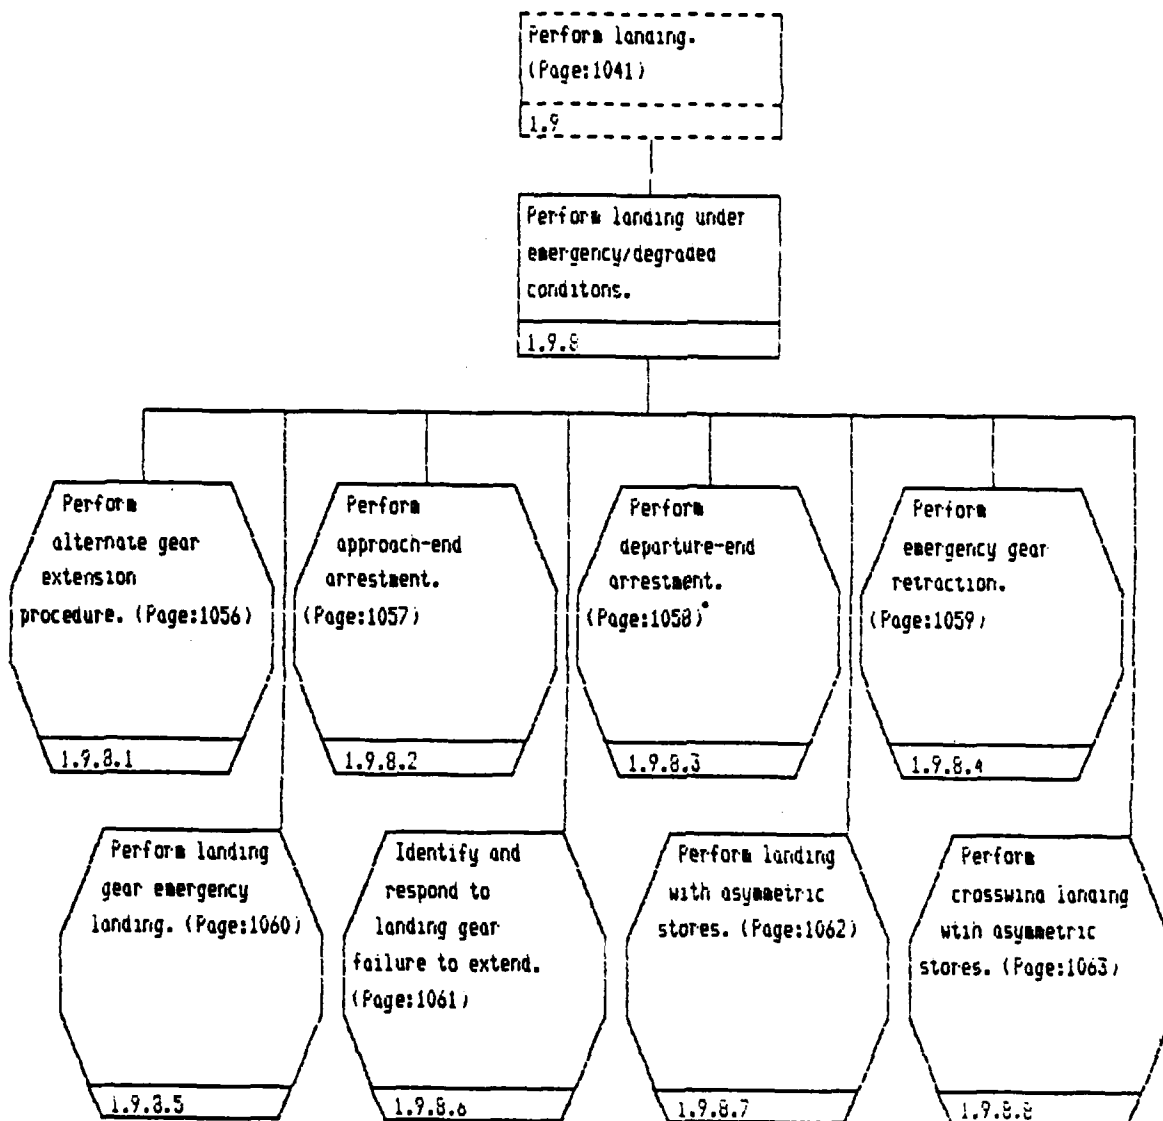 Perform landing.
(Page:1041)
1.9
Perform landing under
emergency/degraded
conditons.
1.9.8
Perform
alternate gear
extension
procedure. (Page:1056)
1.9.8.1
Perform
approach-end
arrestment.
(Page:1057)
1.9.8.2
Perform
departure-end
arrestment.
(Page:1058)
1.9.8.3
Perform
emergency gear
retraction.
(Page:1059)
1.9.8.4
Perform landing
gear emergency
landing. (Page:1060)
1.9.8.5
Identify and
respond to
landing gear
failure to extend.
(Page:1061)
1.9.8.6
Perform landing
with asymmetric
stores. (Page:1062)
1.9.8.7
Perform
crosswind landing
wtih asymmetric
stores. (Page:1063)
1.9.8.8